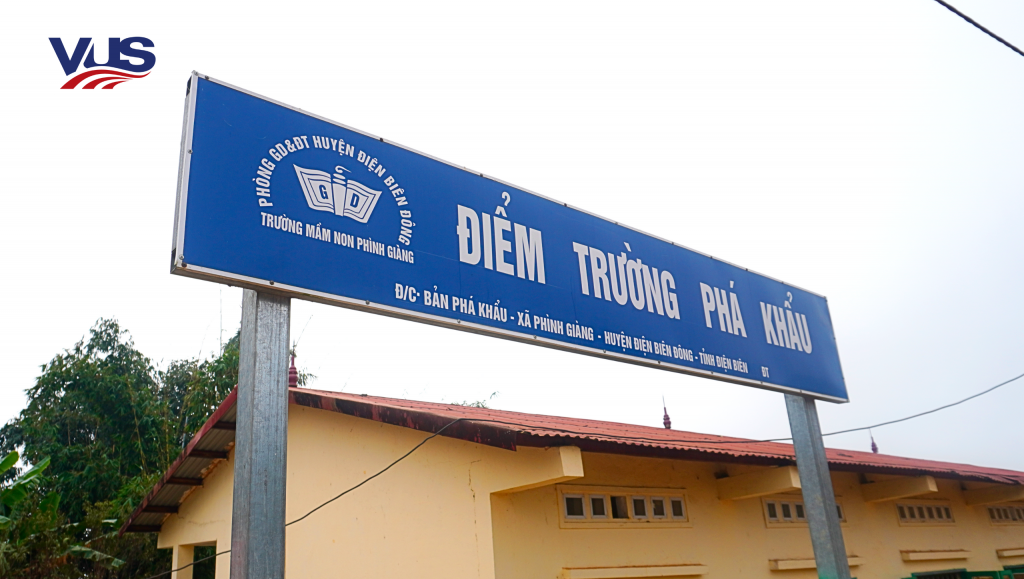 VUS
PHÒNG GD&ĐT HUYỆN ĐIỆN BIÊN ĐÔNG
GD
TRƯỜNG MẦM NON PHÌNH GIÀNG
ĐIỂM TRƯỜNG PHÁ KHẨU
Đ/C: BẢN PHÁ KHẨU - XÃ PHÌNH GIÀNG - HUYỆN ĐIỆN BIÊN ĐÔNG - TỈNH ĐIỆN BIÊN ĐT